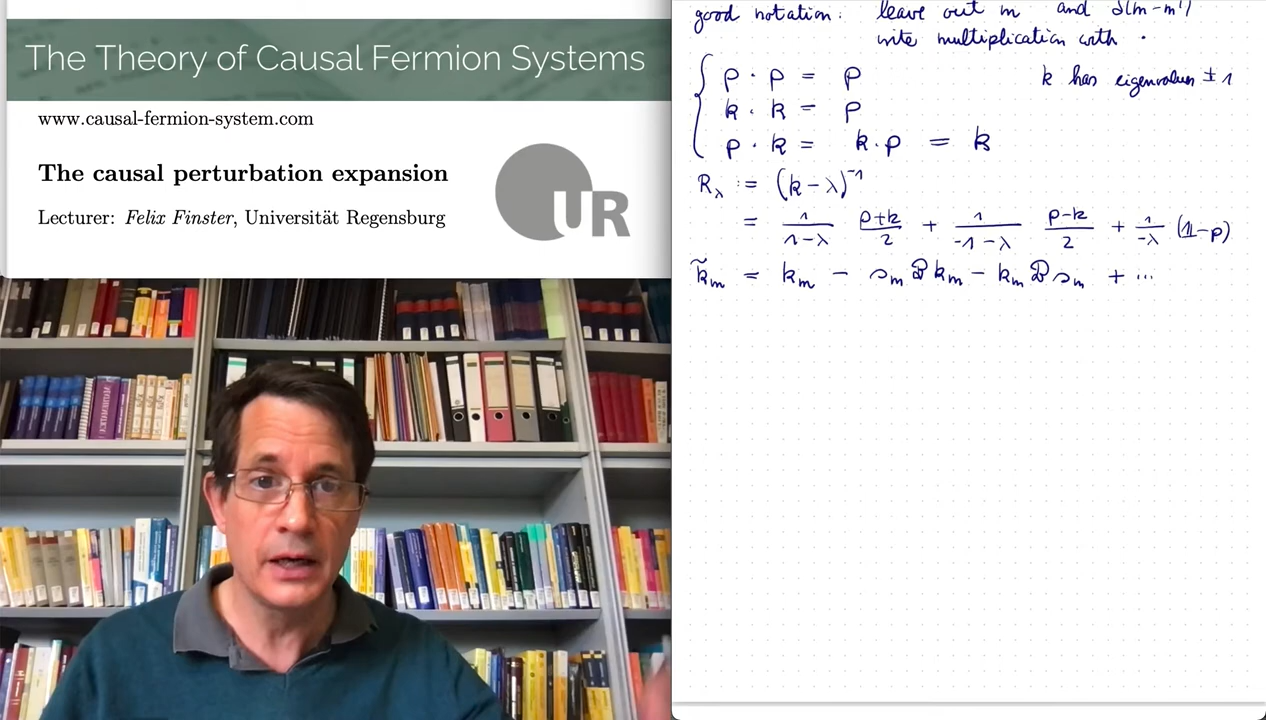 The Theory of Causal Fermion Systems
www.causal-fermion-system.com
The causal perturbation expansion
Lecturer: Felix Finster, Universität Regensburg
UR
good notation: leave out m and δ(m-m')
write multiplication with ·
p · p = p
k has eigenvalues ± 1
k · k = p
p · k = k · p = k
R_λ := (k-λ)^-1
= 1/(1-λ) (p+k)/2 + 1/(-1-λ) (p-k)/2 + 1/(-λ) (1-p)
k̃_m = k_m - s_m 𝓑 k_m - k_m 𝓑 s_m + ...